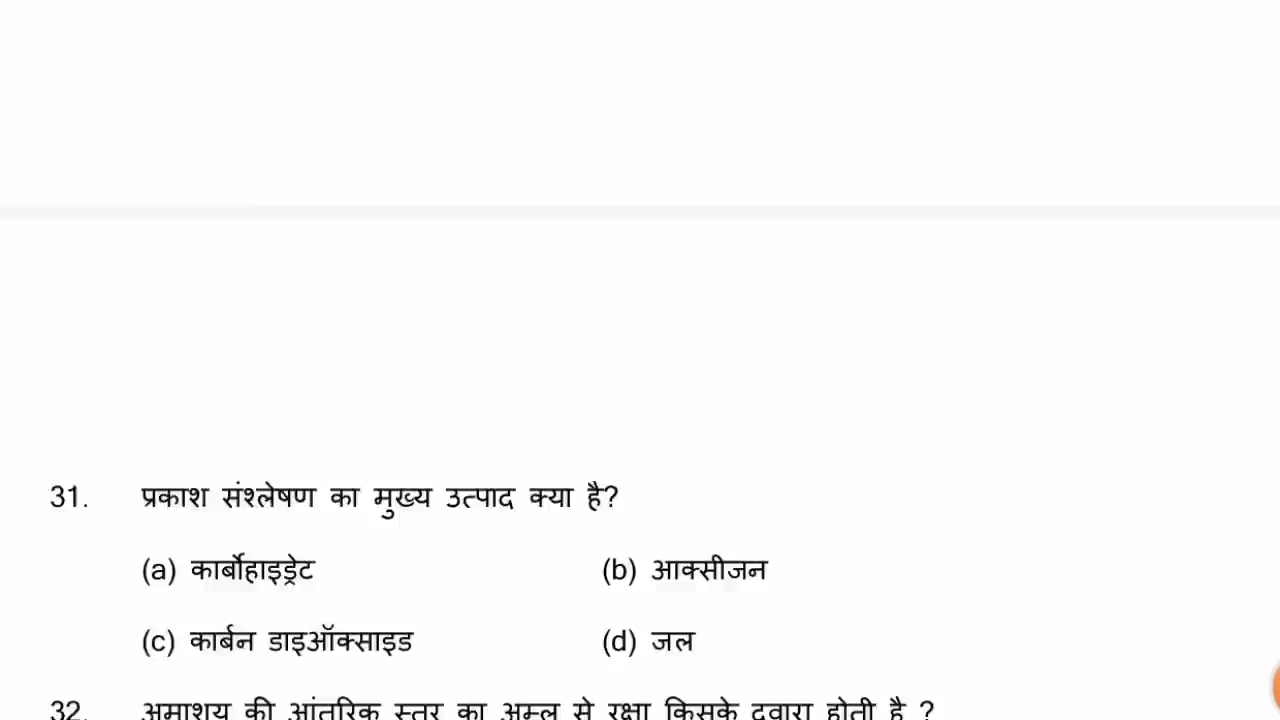 31. प्रकाश संश्लेषण का मुख्य उत्पाद क्या है?
(a) कार्बोहाइड्रेट (b) आक्सीजन
(c) कार्बन डाइऑक्साइड (d) जल
32. अमाशय की आंतरिक स्तर का अम्ल से रक्षा किसके द्वारा होती है ?